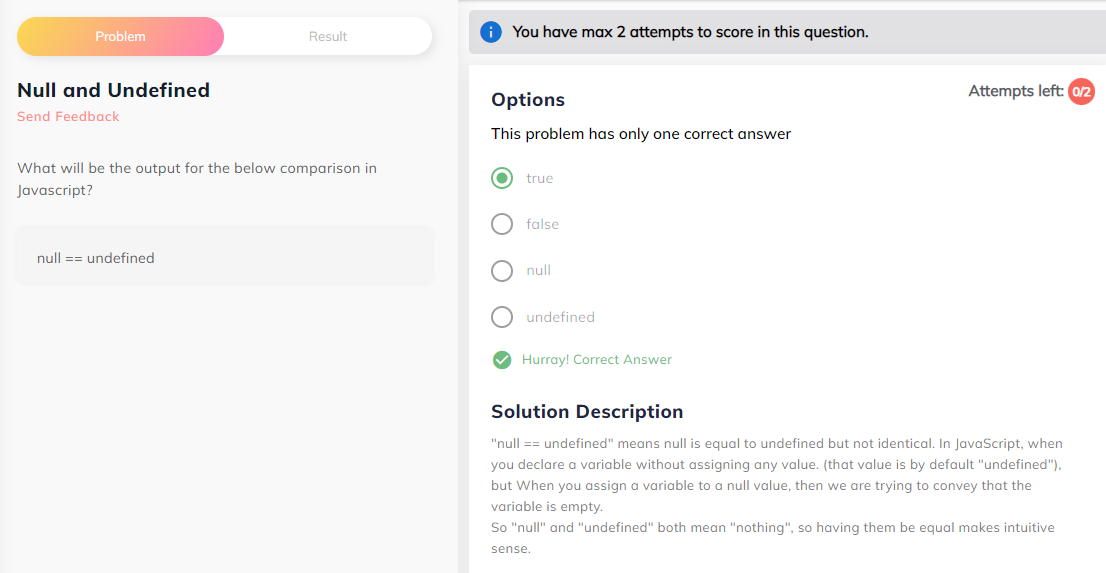 Problem
Result
Null and Undefined
Send Feedback
What will be the output for the below comparison in
Javascript?
null == undefined
You have max 2 attempts to score in this question.
Attempts left: 0/2
Options
This problem has only one correct answer
true
false
null
undefined
Hurray! Correct Answer
Solution Description
"null == undefined" means null is equal to undefined but not identical. In JavaScript, when
you declare a variable without assigning any value. (that value is by default "undefined"),
but When you assign a variable to a null value, then we are trying to convey that the
variable is empty.
So "null" and "undefined" both mean "nothing", so having them be equal makes intuitive
sense.